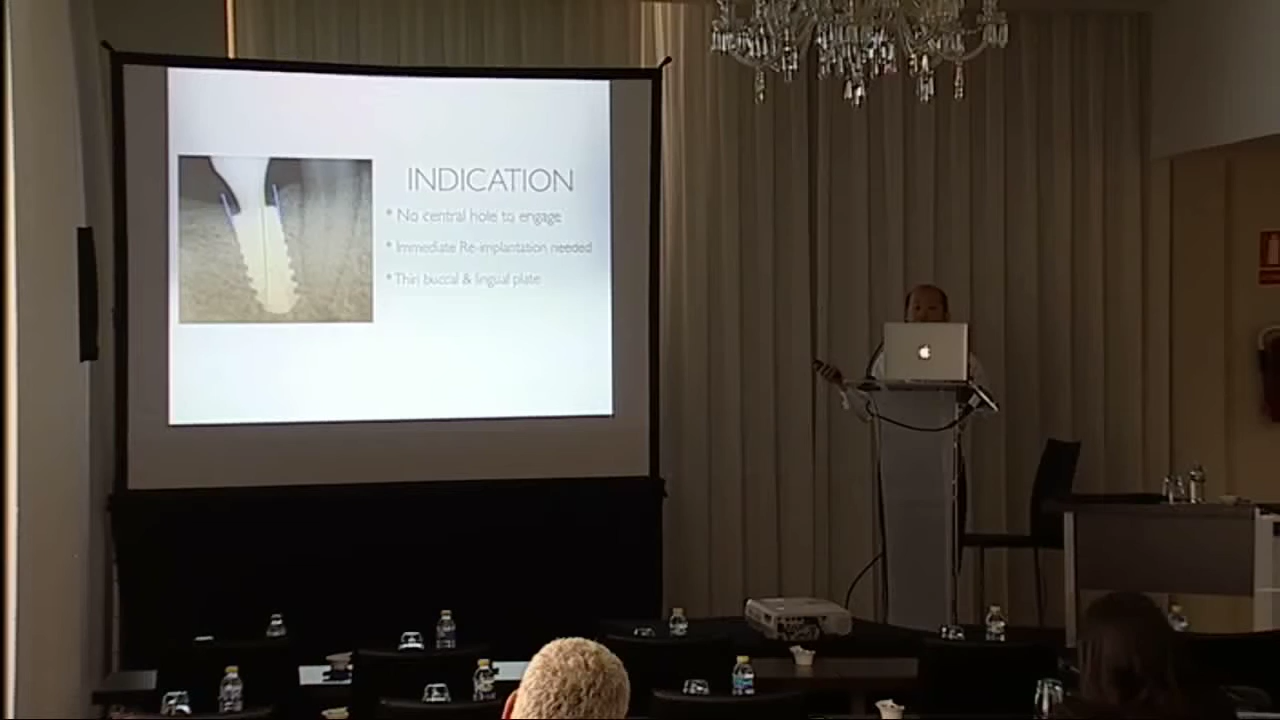 INDICATION
* No central hole to engage
* Immediate Re-implantation needed
* Thin buccal & lingual plate